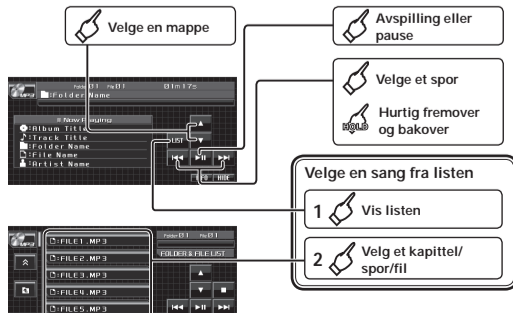 Velge en mappe
Avspilling eller
pause
Velge et spor
HOLD
Hurtig fremover
og bakover
Folder 01 File 01 01m17s
:Folder Name
Now Playing
:Album Title
:Track Title
:Folder Name
:File Name
:Artist Name
LIST
INFO HIDE
Velge en sang fra listen
1 Vis listen
2 Velg et kapittel/
spor/fil
Folder 01 File 01
FOLDER & FILE LIST
:FILE1.MP3
:FILE2.MP3
:FILE3.MP3
:FILE4.MP3
:FILE5.MP3